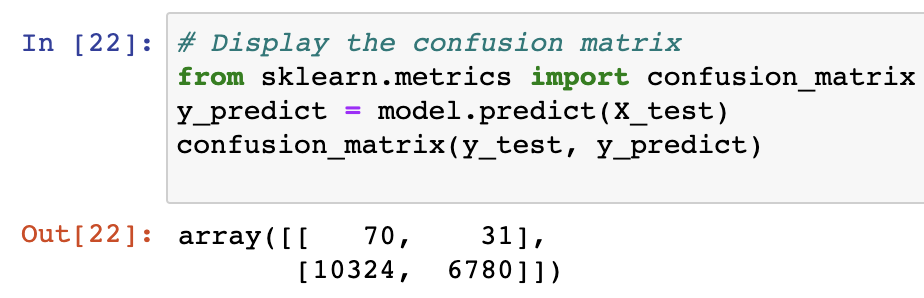 In [22]: # Display the confusion matrix
from sklearn.metrics import confusion_matrix
y_predict = model.predict(X_test)
confusion_matrix(y_test, y_predict)
Out[22]: array([[   70,    31],
       [10324,  6780]])